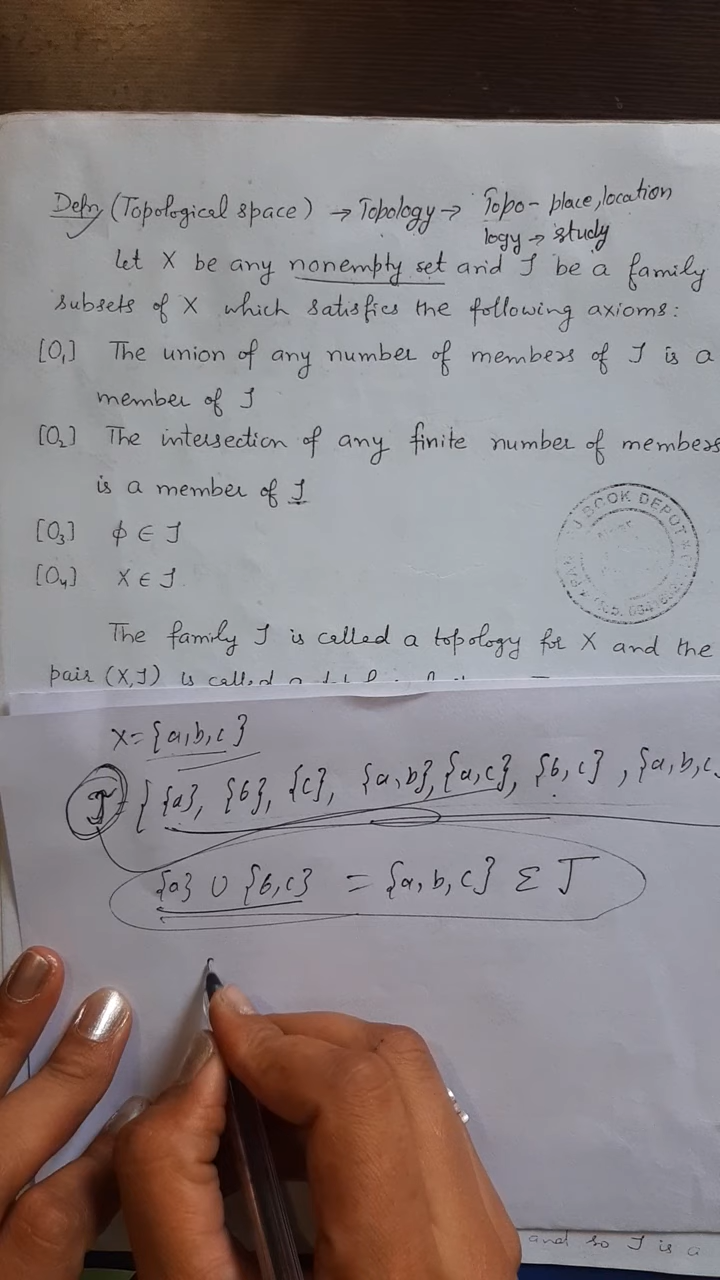 Defn (Topological space) → Topology → Topo - place, location
logy → study
let X be any nonempty set and J be a family
subsets of X which satisfies the following axioms:
[O₁] The union of any number of members of J is a
member of J
[O₂] The intersection of any finite number of members
is a member of J
[O₃] ϕ ∈ J
[O₄] X ∈ J
BOOK DEPOT
The family J is called a topology for X and the
pair (X,J) is called a
X = {a,b,c}
J = { {a}, {b}, {c}, {a,b}, {a,c}, {b,c}, {a,b,c
{a} ∪ {b,c} = {a,b,c} Σ J
and so J is a